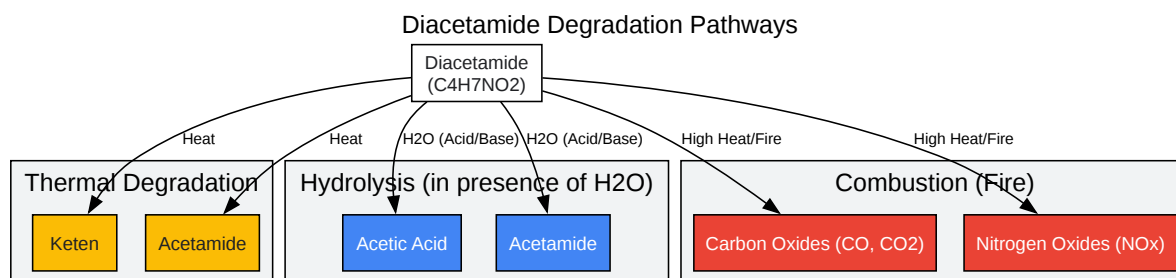 Diacetamide Degradation Pathways
Diacetamide
(C4H7NO2)
Heat
Heat
H2O (Acid/Base)
H2O (Acid/Base)
High Heat/Fire
High Heat/Fire
Thermal Degradation
Hydrolysis (in presence of H2O)
Combustion (Fire)
Keten
Acetamide
Acetic Acid
Acetamide
Carbon Oxides (CO, CO2)
Nitrogen Oxides (NOx)